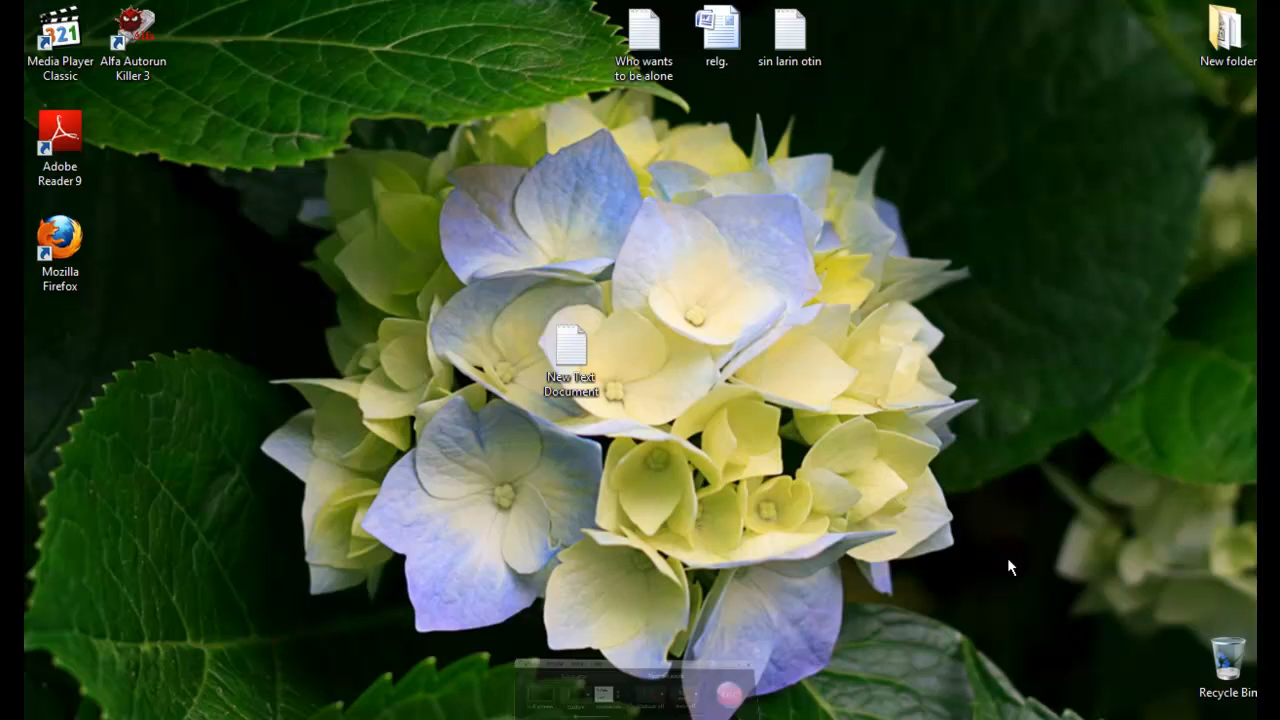 321
Media Player
Classic
Alfa Autorun
Killer 3
Who wants
to be alone
relg.
sin larin otin
New folder
Adobe
Reader 9
Mozilla
Firefox
New Text
Document
Recycle Bin